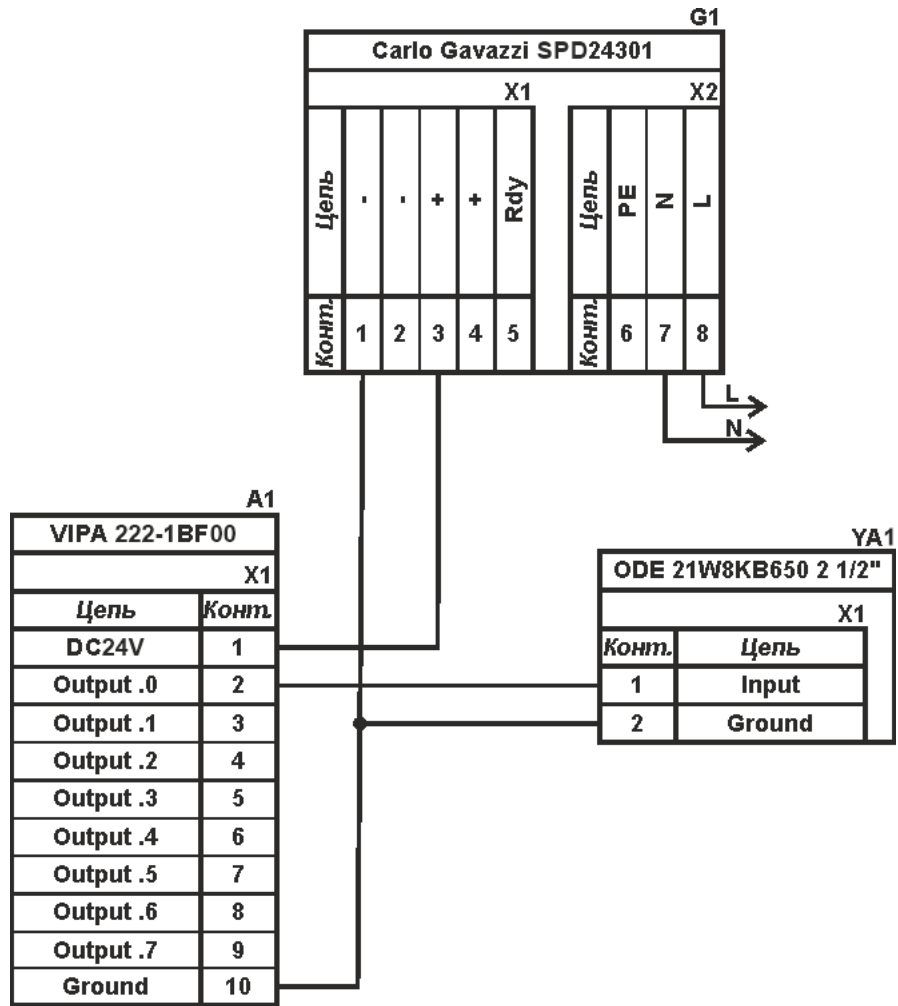 G1
Carlo Gavazzi SPD24301
X1 X2
Цепь - - + + Rdy Цепь PE N L
Конт. 1 2 3 4 5 Конт. 6 7 8
L
N
A1
VIPA 222-1BF00
X1
Цепь Конт.
DC24V 1
Output .0 2
Output .1 3
Output .2 4
Output .3 5
Output .4 6
Output .5 7
Output .6 8
Output .7 9
Ground 10
YA1
ODE 21W8KB650 2 1/2"
X1
Конт. Цепь
1 Input
2 Ground